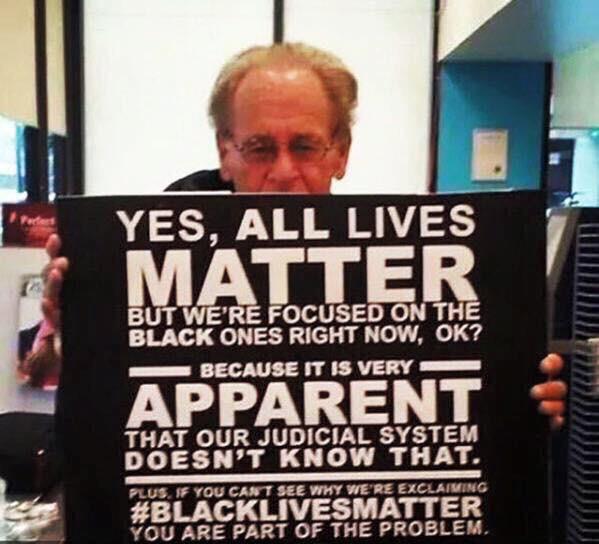 Perfect
YES, ALL LIVES
MATTER
BUT WE'RE FOCUSED ON THE
BLACK ONES RIGHT NOW, OK?
BECAUSE IT IS VERY
APPARENT
THAT OUR JUDICIAL SYSTEM
DOESN'T KNOW THAT.
PLUS, IF YOU CAN'T SEE WHY WE'RE EXCLAIMING
#BLACKLIVESMATTER
YOU ARE PART OF THE PROBLEM.